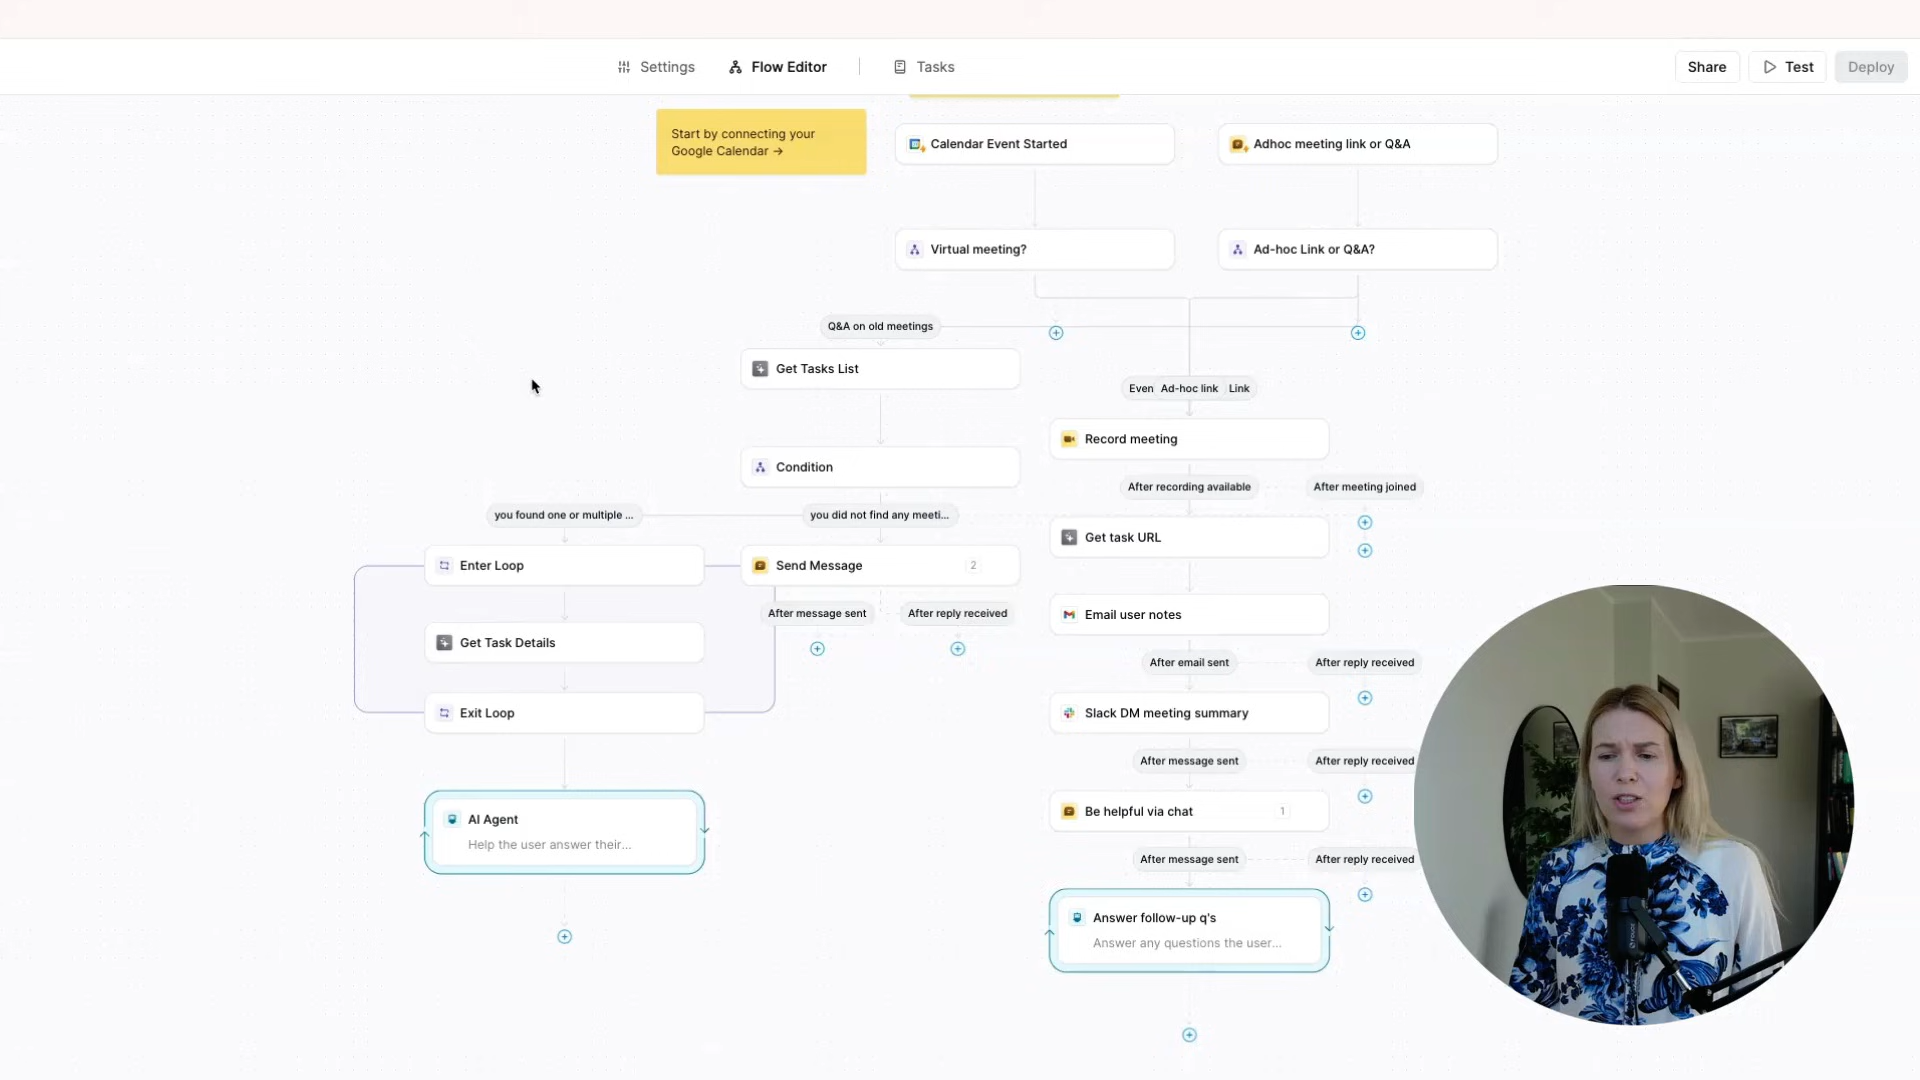 Settings
Flow Editor
Tasks
Share
Test
Deploy
Start by connecting your
Google Calendar →
Calendar Event Started
Adhoc meeting link or Q&A
Virtual meeting?
Ad-hoc Link or Q&A?
Q&A on old meetings
Get Tasks List
Even Ad-hoc link Link
Record meeting
Condition
After recording available
After meeting joined
you found one or multiple ...
you did not find any meeti...
Get task URL
Enter Loop
Send Message 2
After message sent
After reply received
Email user notes
Get Task Details
After email sent
After reply received
Exit Loop
Slack DM meeting summary
After message sent
After reply received
AI Agent
Help the user answer their...
Be helpful via chat 1
After message sent
After reply received
Answer follow-up q's
Answer any questions the user...